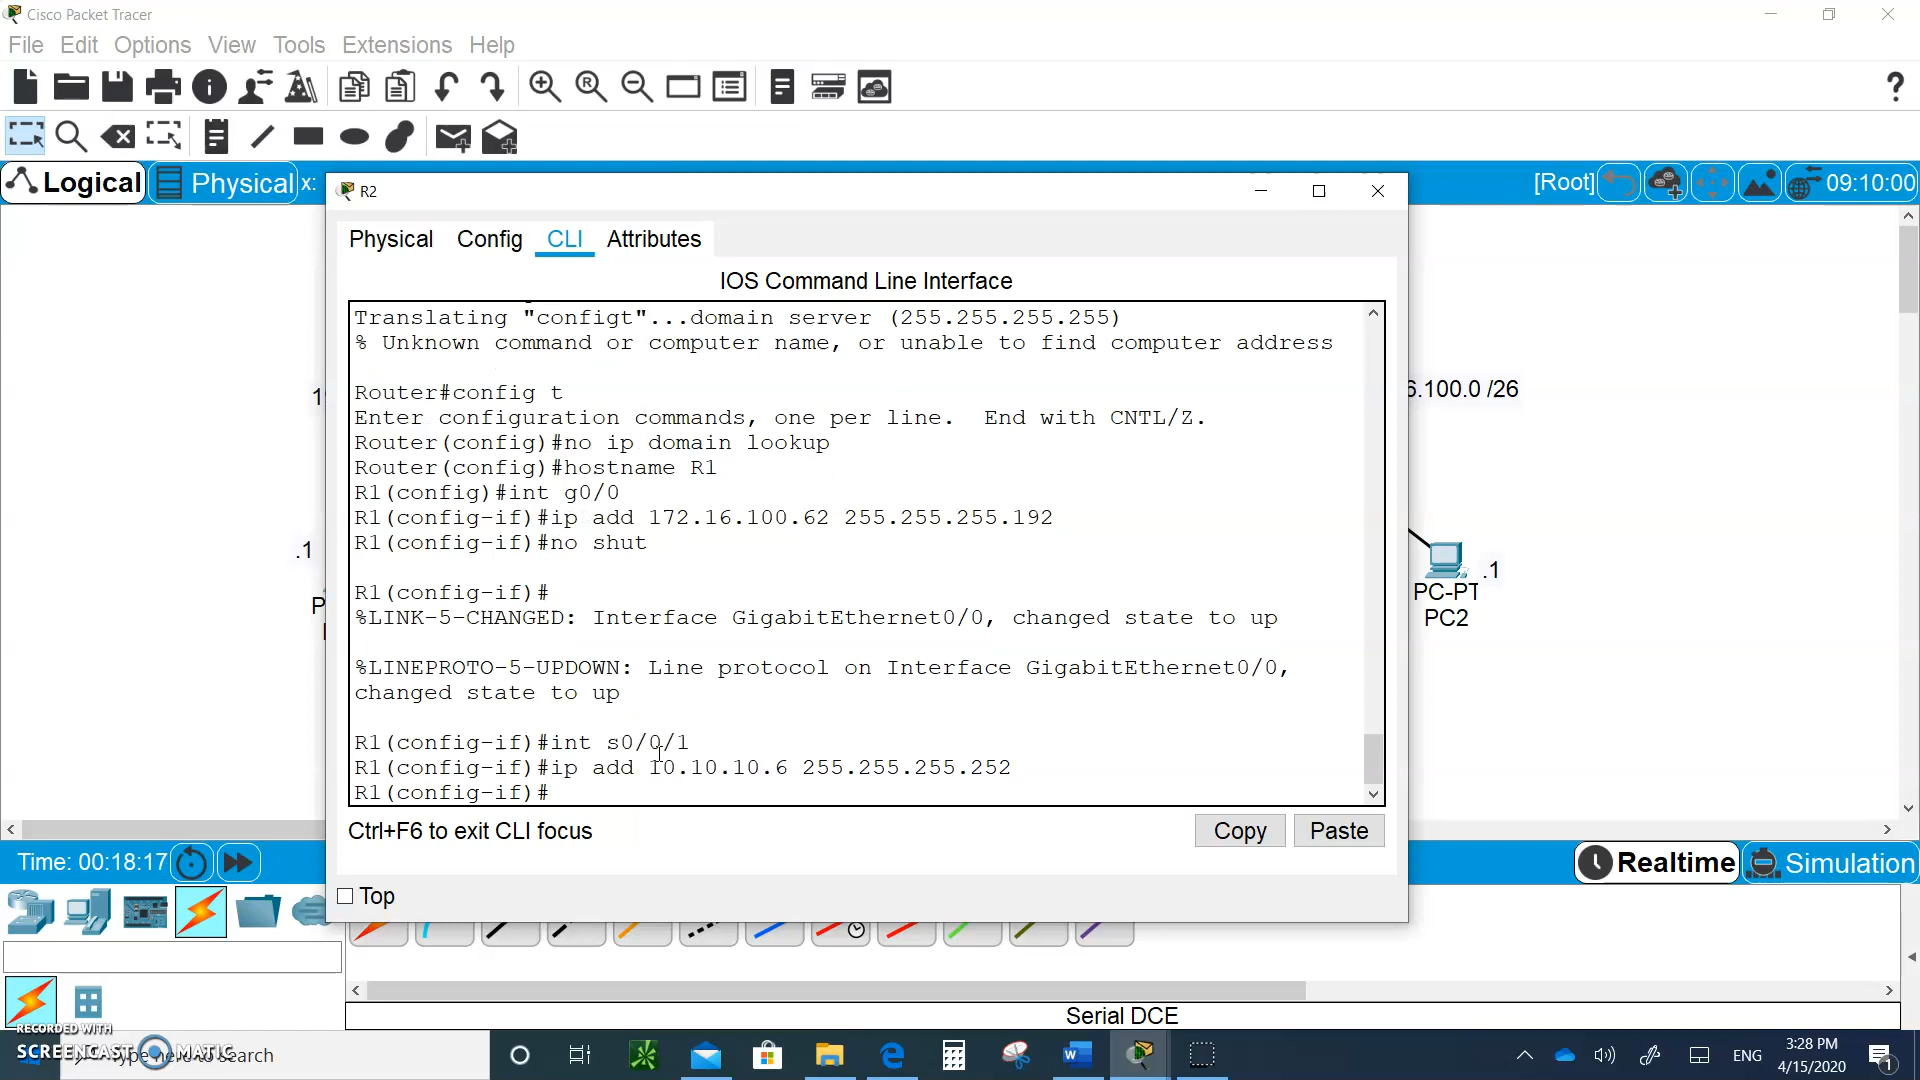 Cisco Packet Tracer
File Edit Options View Tools Extensions Help
Logical Physical x: [Root] 09:10:00
R2
Physical Config CLI Attributes
IOS Command Line Interface
Translating "configt"...domain server (255.255.255.255)
% Unknown command or computer name, or unable to find computer address
Router#config t
Enter configuration commands, one per line. End with CNTL/Z.
Router(config)#no ip domain lookup
Router(config)#hostname R1
R1(config)#int g0/0
R1(config-if)#ip add 172.16.100.62 255.255.255.192
R1(config-if)#no shut
R1(config-if)#
%LINK-5-CHANGED: Interface GigabitEthernet0/0, changed state to up
%LINEPROTO-5-UPDOWN: Line protocol on Interface GigabitEthernet0/0,
changed state to up
R1(config-if)#int s0/0/1
R1(config-if)#ip add 10.10.10.6 255.255.255.252
R1(config-if)#
Ctrl+F6 to exit CLI focus
Copy Paste
Top
6.100.0 /26
.1
.1
PC-PT
PC2
Time: 00:18:17
Realtime Simulation
Serial DCE
RECORDED WITH
SCREENCAST MATIC
Type here to search
ENG
3:28 PM
4/15/2020
1